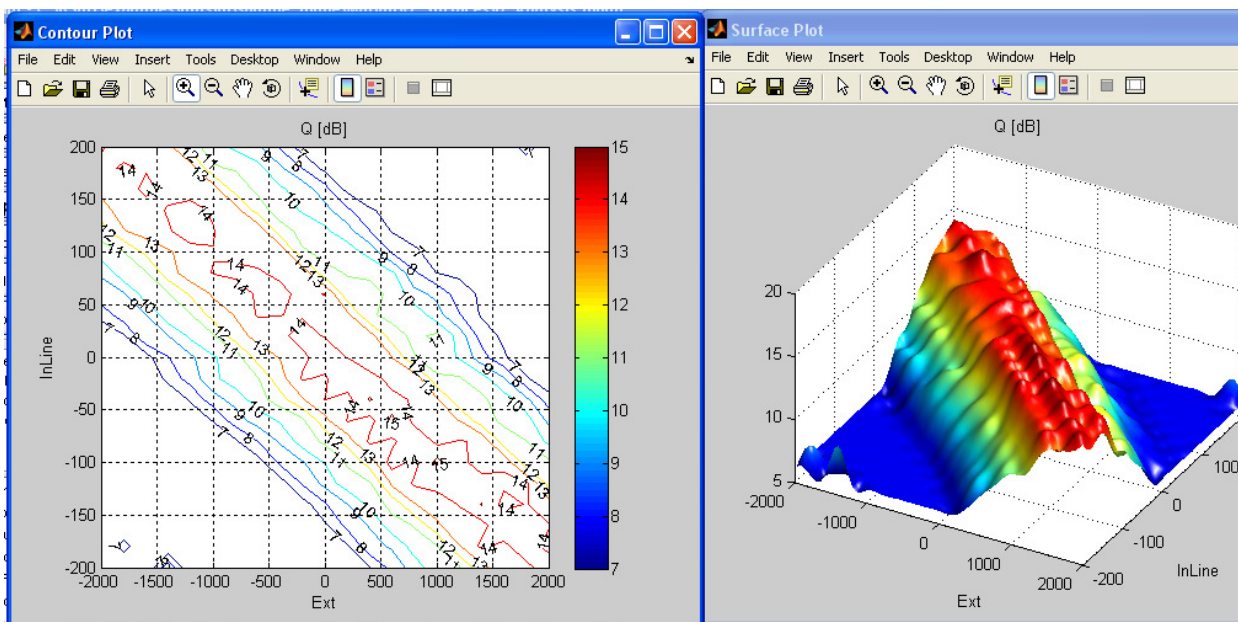 Contour Plot
File Edit View Insert Tools Desktop Window Help
Q [dB]
200
150
100
50
0
-50
-100
-150
-200
InLine
-2000 -1500 -1000 -500 0 500 1000 1500 2000
Ext
15
14
13
12
11
10
9
8
7
Surface Plot
File Edit View Insert Tools Desktop Window Help
Q [dB]
20
15
10
5
-2000 -1000 0 1000 2000
Ext
-200 -100 0 100
InLine